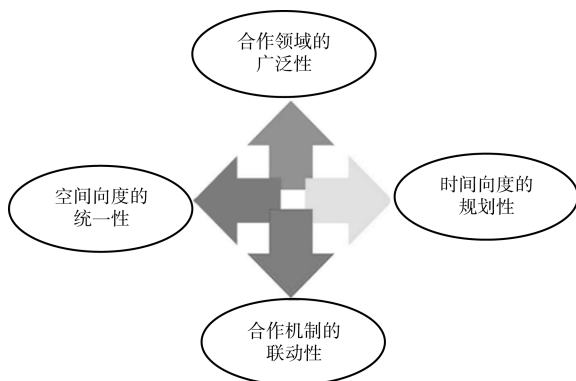 合作领域的
广泛性
空间向度的
统一性
时间向度的
规划性
合作机制的
联动性